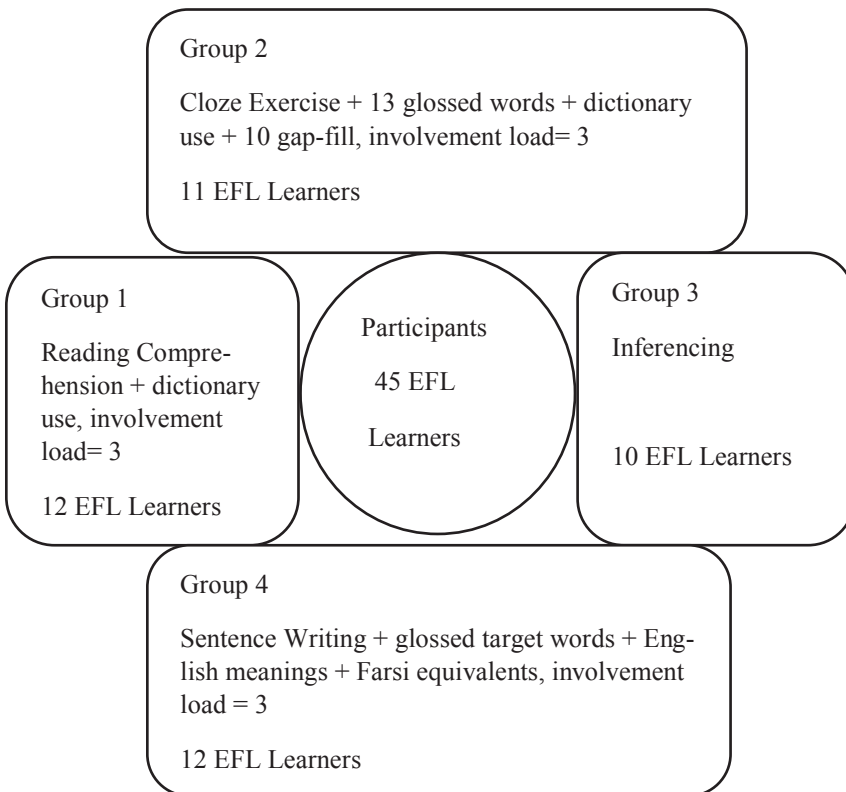 Group 2
Cloze Exercise + 13 glossed words + dictionary
use + 10 gap-fill, involvement load= 3
11 EFL Learners
Group 1
Reading Compre-
hension + dictionary
use, involvement
load= 3
12 EFL Learners
Participants
45 EFL
Learners
Group 3
Inferencing
10 EFL Learners
Group 4
Sentence Writing + glossed target words + Eng-
lish meanings + Farsi equivalents, involvement
load = 3
12 EFL Learners